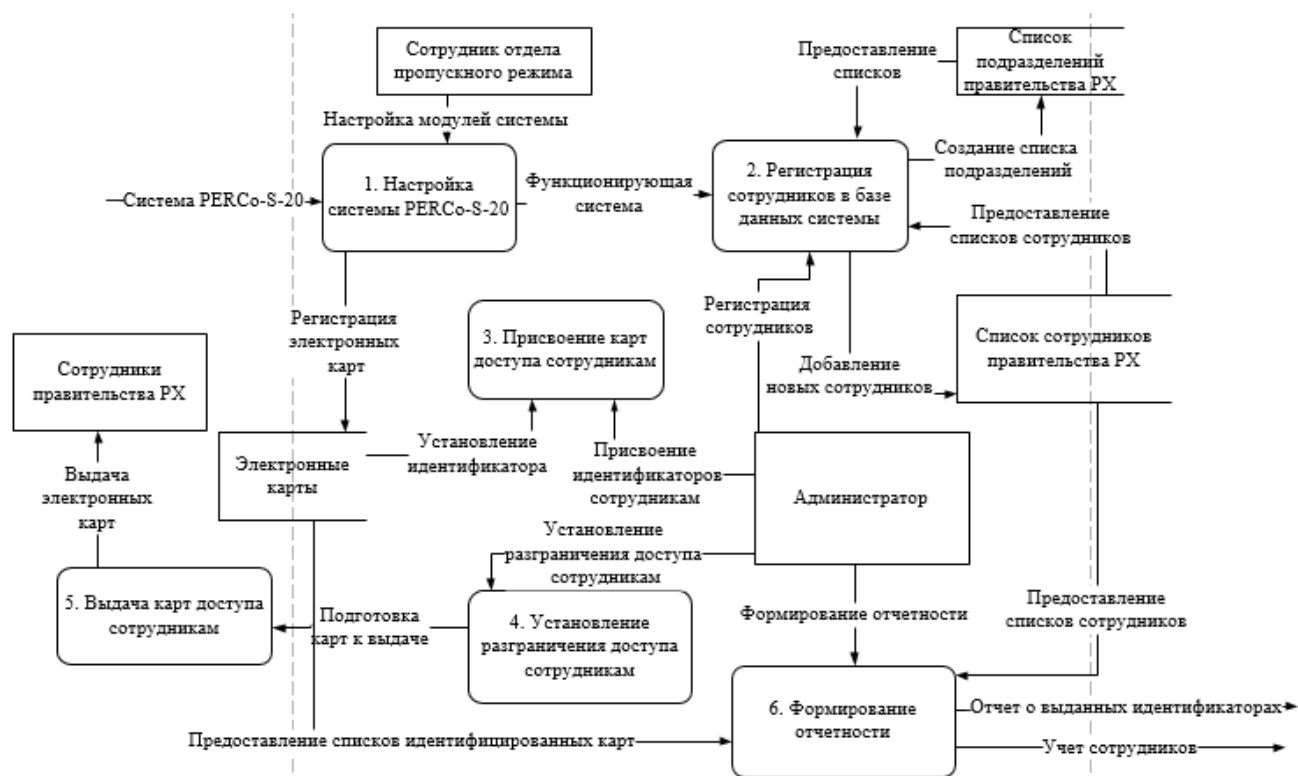 Сотрудник отдела
пропускного режима
Предоставление
списков
Список
подразделений
правительства РХ
Настройка модулей системы
Система PERCo-S-20
1. Настройка
системы PERCo-S-20
Функционирующая
система
2. Регистрация
сотрудников в базе
данных системы
Создание списка
подразделений
Предоставление
списков сотрудников
Регистрация
электронных
карт
3. Присвоение карт
доступа сотрудникам
Регистрация
сотрудников
Добавление
новых сотрудников
Список сотрудников
правительства РХ
Сотрудники
правительства РХ
Выдача
электронных
карт
Электронные
карты
Установление
идентификатора
Присвоение
идентификаторов
сотрудникам
Администратор
Установление
разграничения доступа
сотрудникам
5. Выдача карт доступа
сотрудникам
Подготовка
карт к выдаче
4. Установление
разграничения доступа
сотрудникам
Формирование отчетности
Предоставление
списков сотрудников
6. Формирование
отчетности
Предоставление списков идентифицированных карт
Отчет о выданных идентификаторах
Учет сотрудников